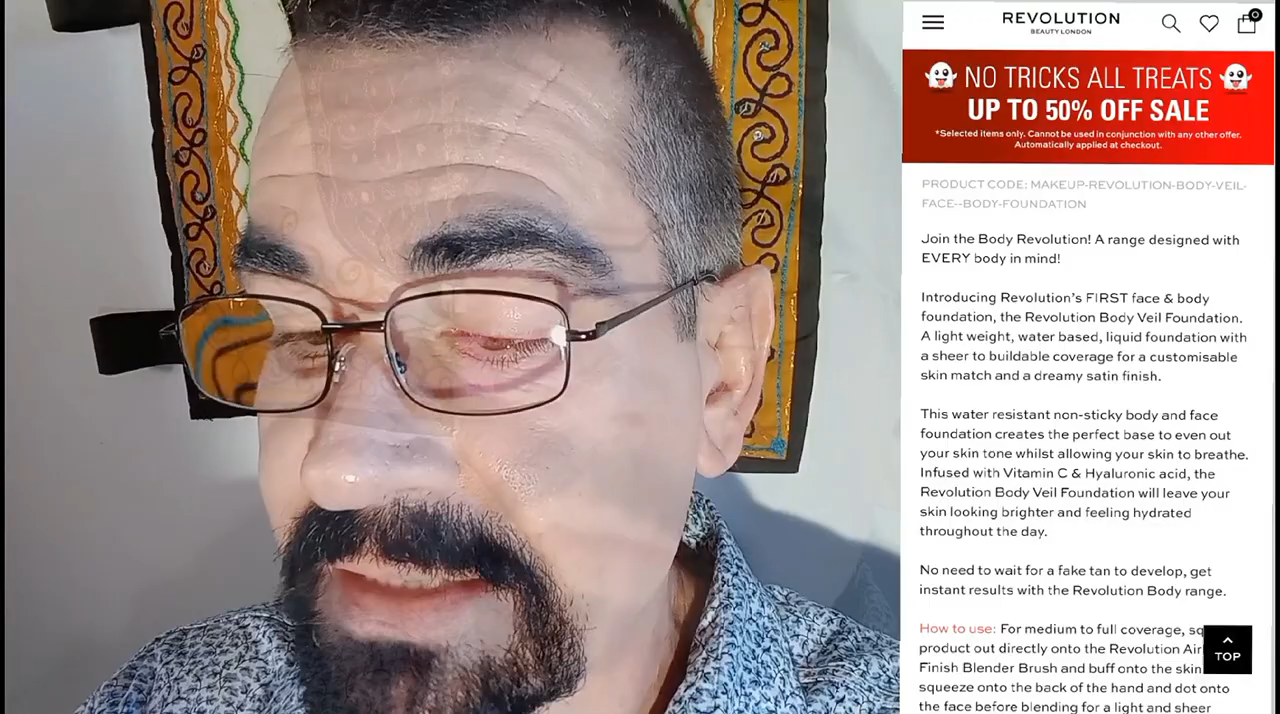 REVOLUTION
BEAUTY LONDON
0
NO TRICKS ALL TREATS
UP TO 50% OFF SALE
*Selected items only. Cannot be used in conjunction with any other offer.
Automatically applied at checkout.
PRODUCT CODE: MAKEUP-REVOLUTION-BODY-VEIL-
FACE--BODY-FOUNDATION
Join the Body Revolution! A range designed with
EVERY body in mind!
Introducing Revolution's FIRST face & body
foundation, the Revolution Body Veil Foundation.
A light weight, water based, liquid foundation with
a sheer to buildable coverage for a customisable
skin match and a dreamy satin finish.
This water resistant non-sticky body and face
foundation creates the perfect base to even out
your skin tone whilst allowing your skin to breathe.
Infused with Vitamin C & Hyaluronic acid, the
Revolution Body Veil Foundation will leave your
skin looking brighter and feeling hydrated
throughout the day.
No need to wait for a fake tan to develop, get
instant results with the Revolution Body range.
How to use: For medium to full coverage,
product out directly onto the Revolution
Finish Blender Brush and buff onto the skin
squeeze onto the back of the hand and dot onto
the face before blending for a light and sheer
TOP